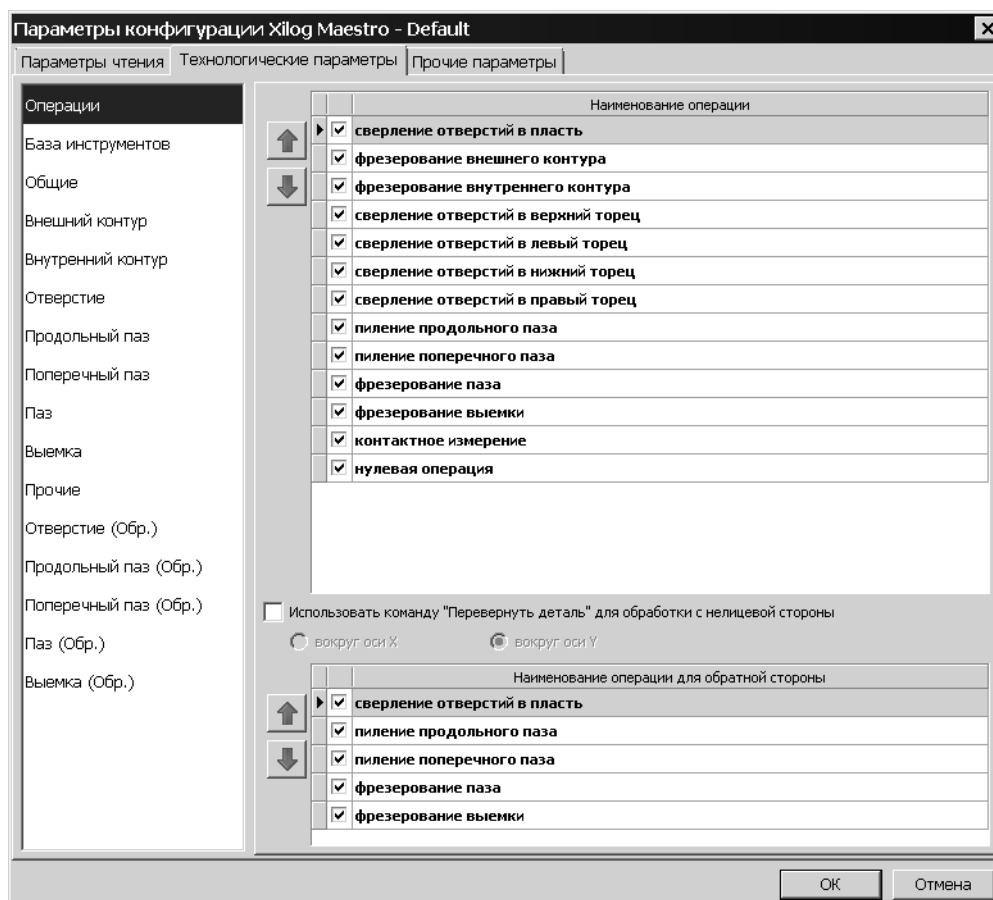 Параметры конфигурации Xilog Maestro - Default
Параметры чтения
Технологические параметры
Прочие параметры
Операции
База инструментов
Общие
Внешний контур
Внутренний контур
Отверстие
Продольный паз
Поперечный паз
Паз
Выемка
Прочие
Отверстие (Обр.)
Продольный паз (Обр.)
Поперечный паз (Обр.)
Паз (Обр.)
Выемка (Обр.)
Наименование операции
сверление отверстий в пласть
фрезерование внешнего контура
фрезерование внутреннего контура
сверление отверстий в верхний торец
сверление отверстий в левый торец
сверление отверстий в нижний торец
сверление отверстий в правый торец
пиление продольного паза
пиление поперечного паза
фрезерование паза
фрезерование выемки
контактное измерение
нулевая операция
Использовать команду "Перевернуть деталь" для обработки с нелицевой стороны
вокруг оси X
вокруг оси Y
Наименование операции для обратной стороны
сверление отверстий в пласть
пиление продольного паза
пиление поперечного паза
фрезерование паза
фрезерование выемки
ОК
Отмена